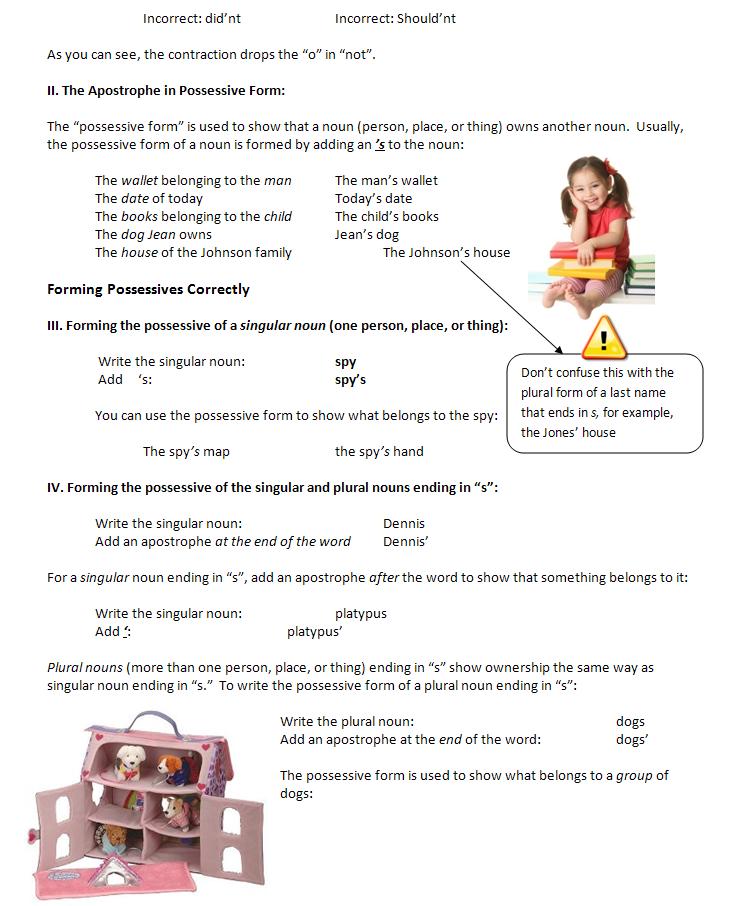 Incorrect: did'nt Incorrect: Should'nt
As you can see, the contraction drops the "o" in "not".
II. The Apostrophe in Possessive Form:
The "possessive form" is used to show that a noun (person, place, or thing) owns another noun. Usually,
the possessive form of a noun is formed by adding an 's to the noun:
The wallet belonging to the man The man's wallet
The date of today Today's date
The books belonging to the child The child's books
The dog Jean owns Jean's dog
The house of the Johnson family The Johnson's house
Forming Possessives Correctly
III. Forming the possessive of a singular noun (one person, place, or thing):
Write the singular noun: spy
Add 's: spy's
Don't confuse this with the
plural form of a last name
that ends in s, for example,
the Jones' house
You can use the possessive form to show what belongs to the spy:
The spy's map the spy's hand
IV. Forming the possessive of the singular and plural nouns ending in "s":
Write the singular noun: Dennis
Add an apostrophe at the end of the word Dennis'
For a singular noun ending in "s", add an apostrophe after the word to show that something belongs to it:
Write the singular noun: platypus
Add ‘: platypus'
Plural nouns (more than one person, place, or thing) ending in "s" show ownership the same way as
singular noun ending in "s." To write the possessive form of a plural noun ending in "s":
Write the plural noun: dogs
Add an apostrophe at the end of the word: dogs'
The possessive form is used to show what belongs to a group of
dogs: